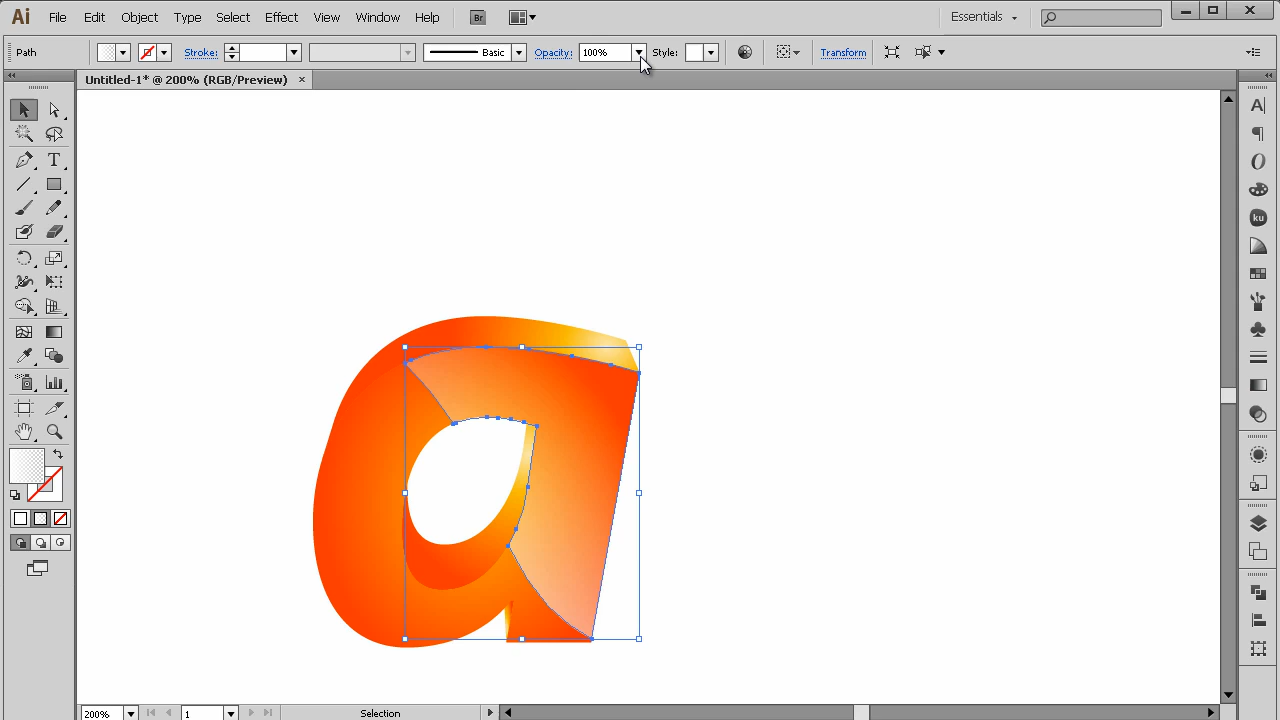 Ai File Edit Object Type Select Effect View Window Help Br Essentials
Path Stroke: Basic Opacity: 100% Style: Transform
Untitled-1* @ 200% (RGB/Preview) ×
T
A
ku
a
200% 1 Selection